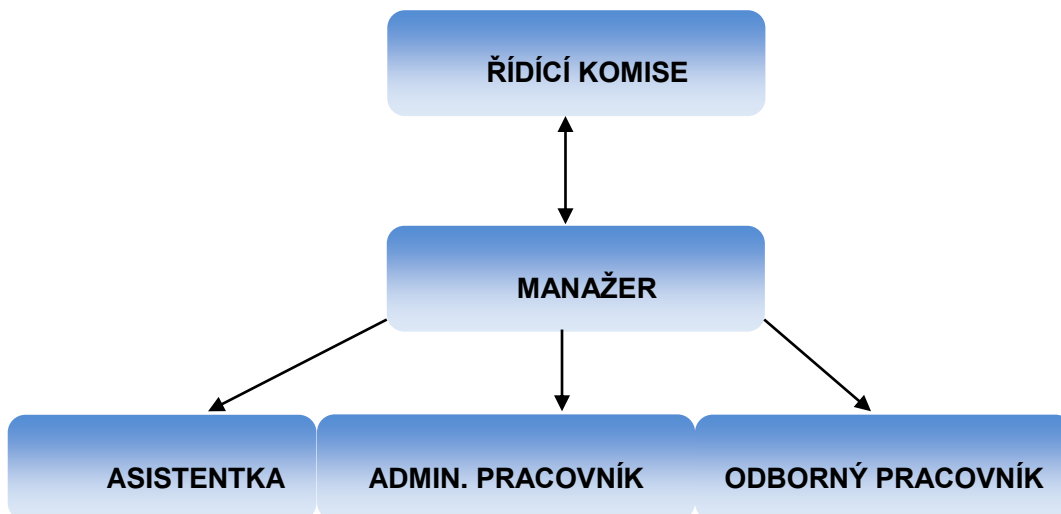 ŘÍDÍCÍ KOMISE
MANAŽER
ASISTENTKA
ADMIN. PRACOVNÍK
ODBORNÝ PRACOVNÍK